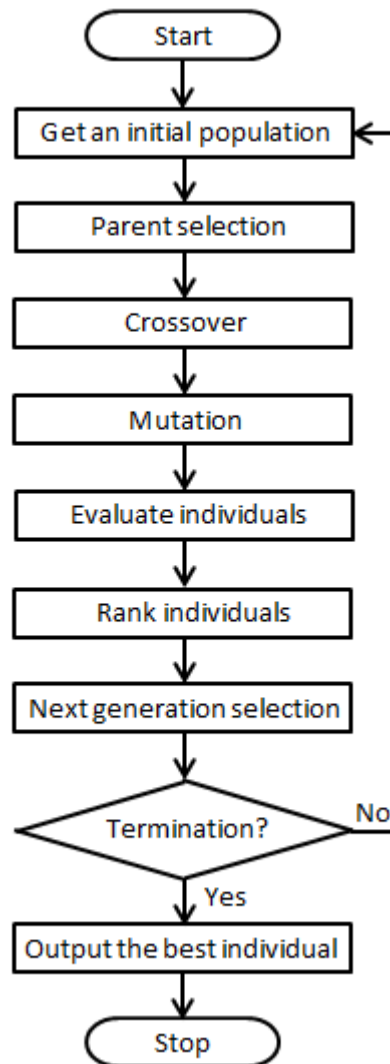 Start
Get an initial population
Parent selection
Crossover
Mutation
Evaluate individuals
Rank individuals
Next generation selection
Termination?
No
Yes
Output the best individual
Stop